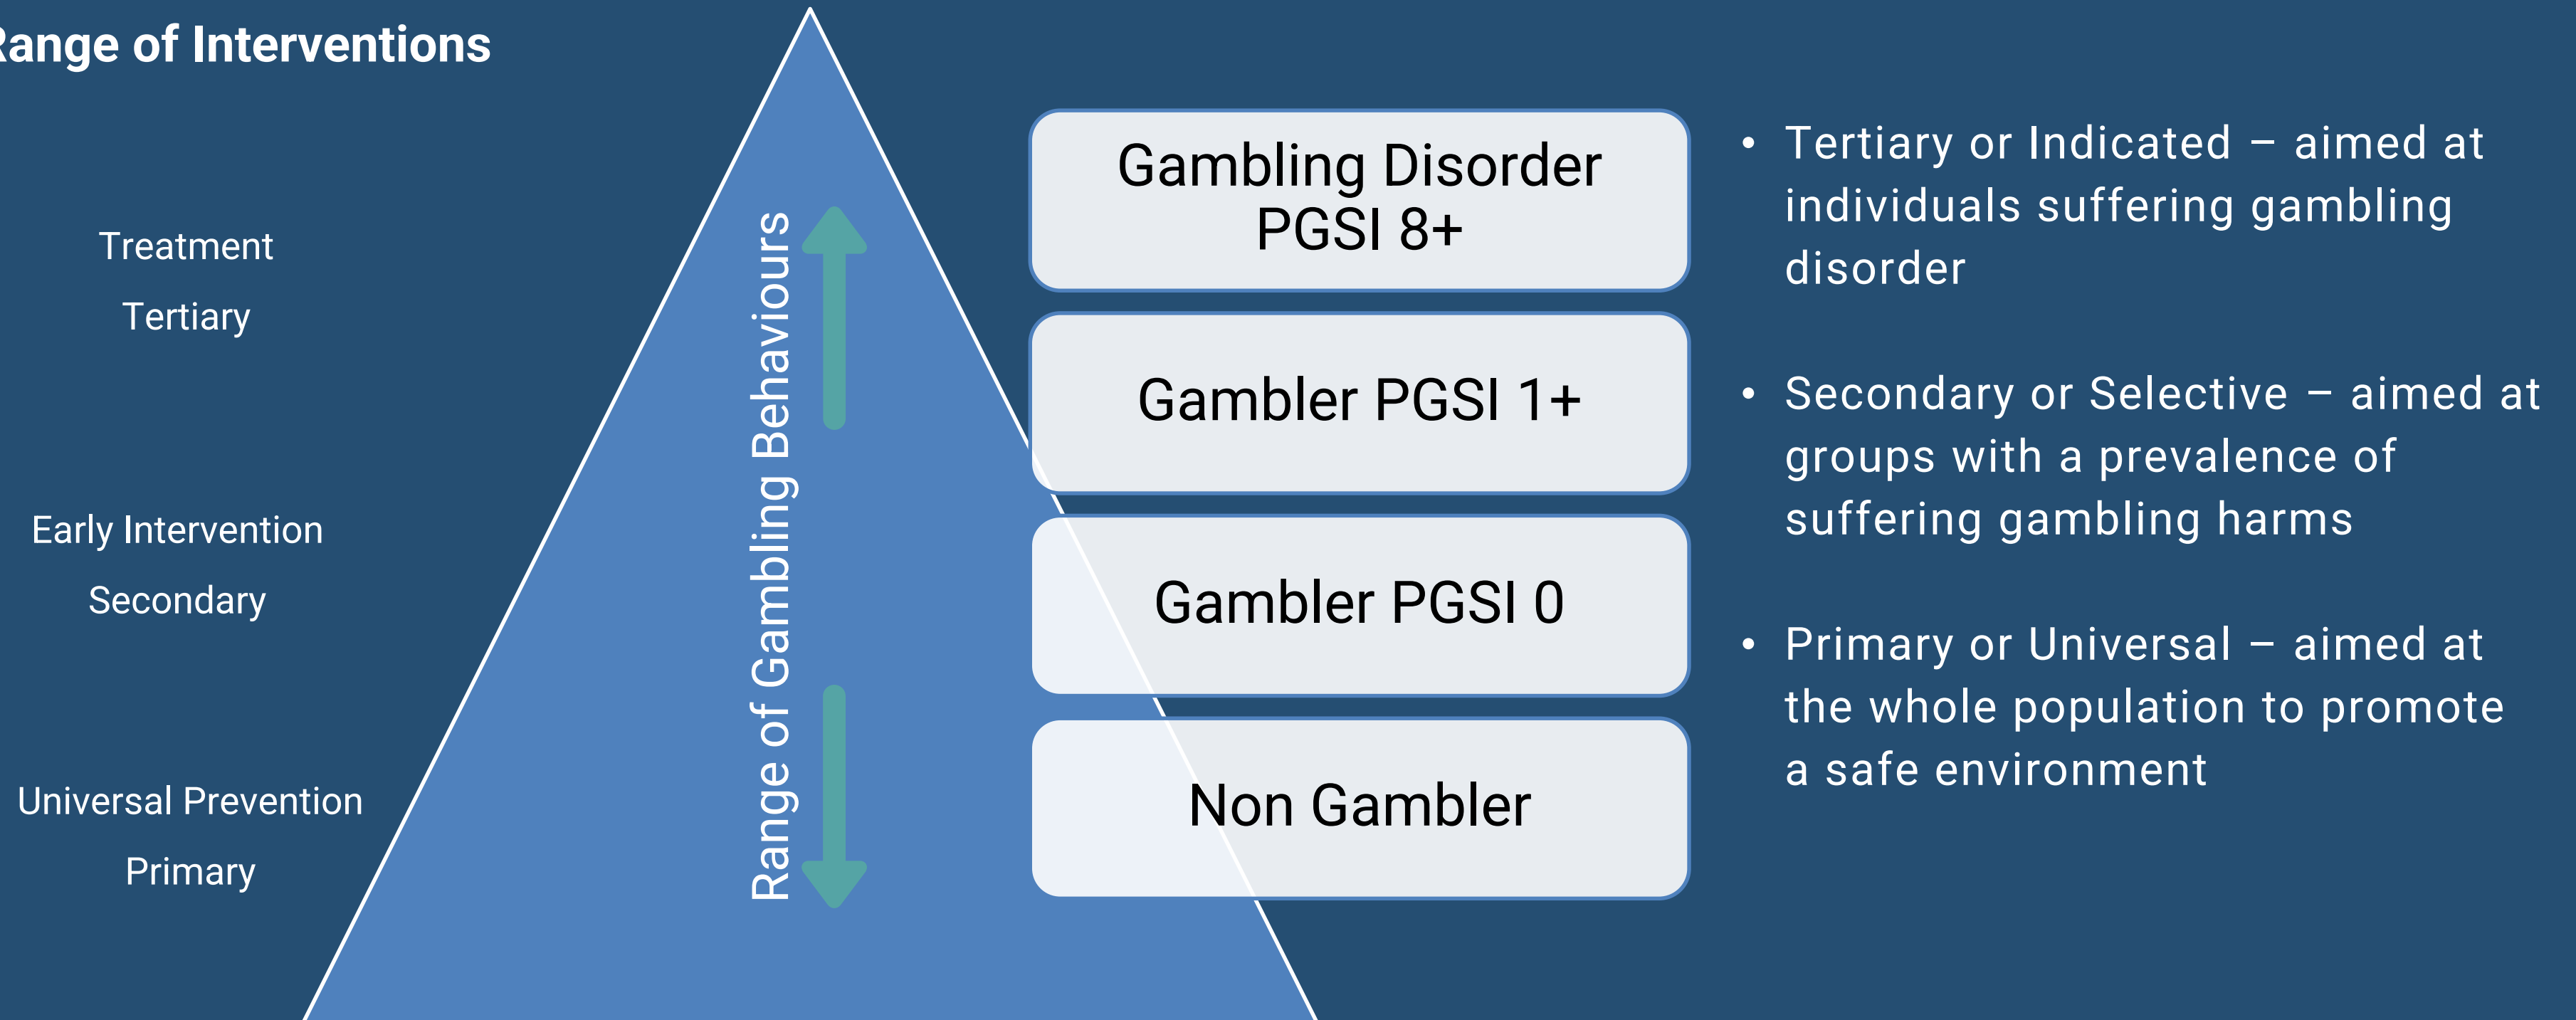 Range of Interventions
Treatment
Tertiary
Early Intervention
Secondary
Universal Prevention
Primary
Range of Gambling Behaviours
Gambling Disorder
PGSI 8+
Gambler PGSI 1+
Gambler PGSI 0
Non Gambler
• Tertiary or Indicated – aimed at
individuals suffering gambling
disorder
• Secondary or Selective – aimed at
groups with a prevalence of
suffering gambling harms
• Primary or Universal – aimed at
the whole population to promote
a safe environment